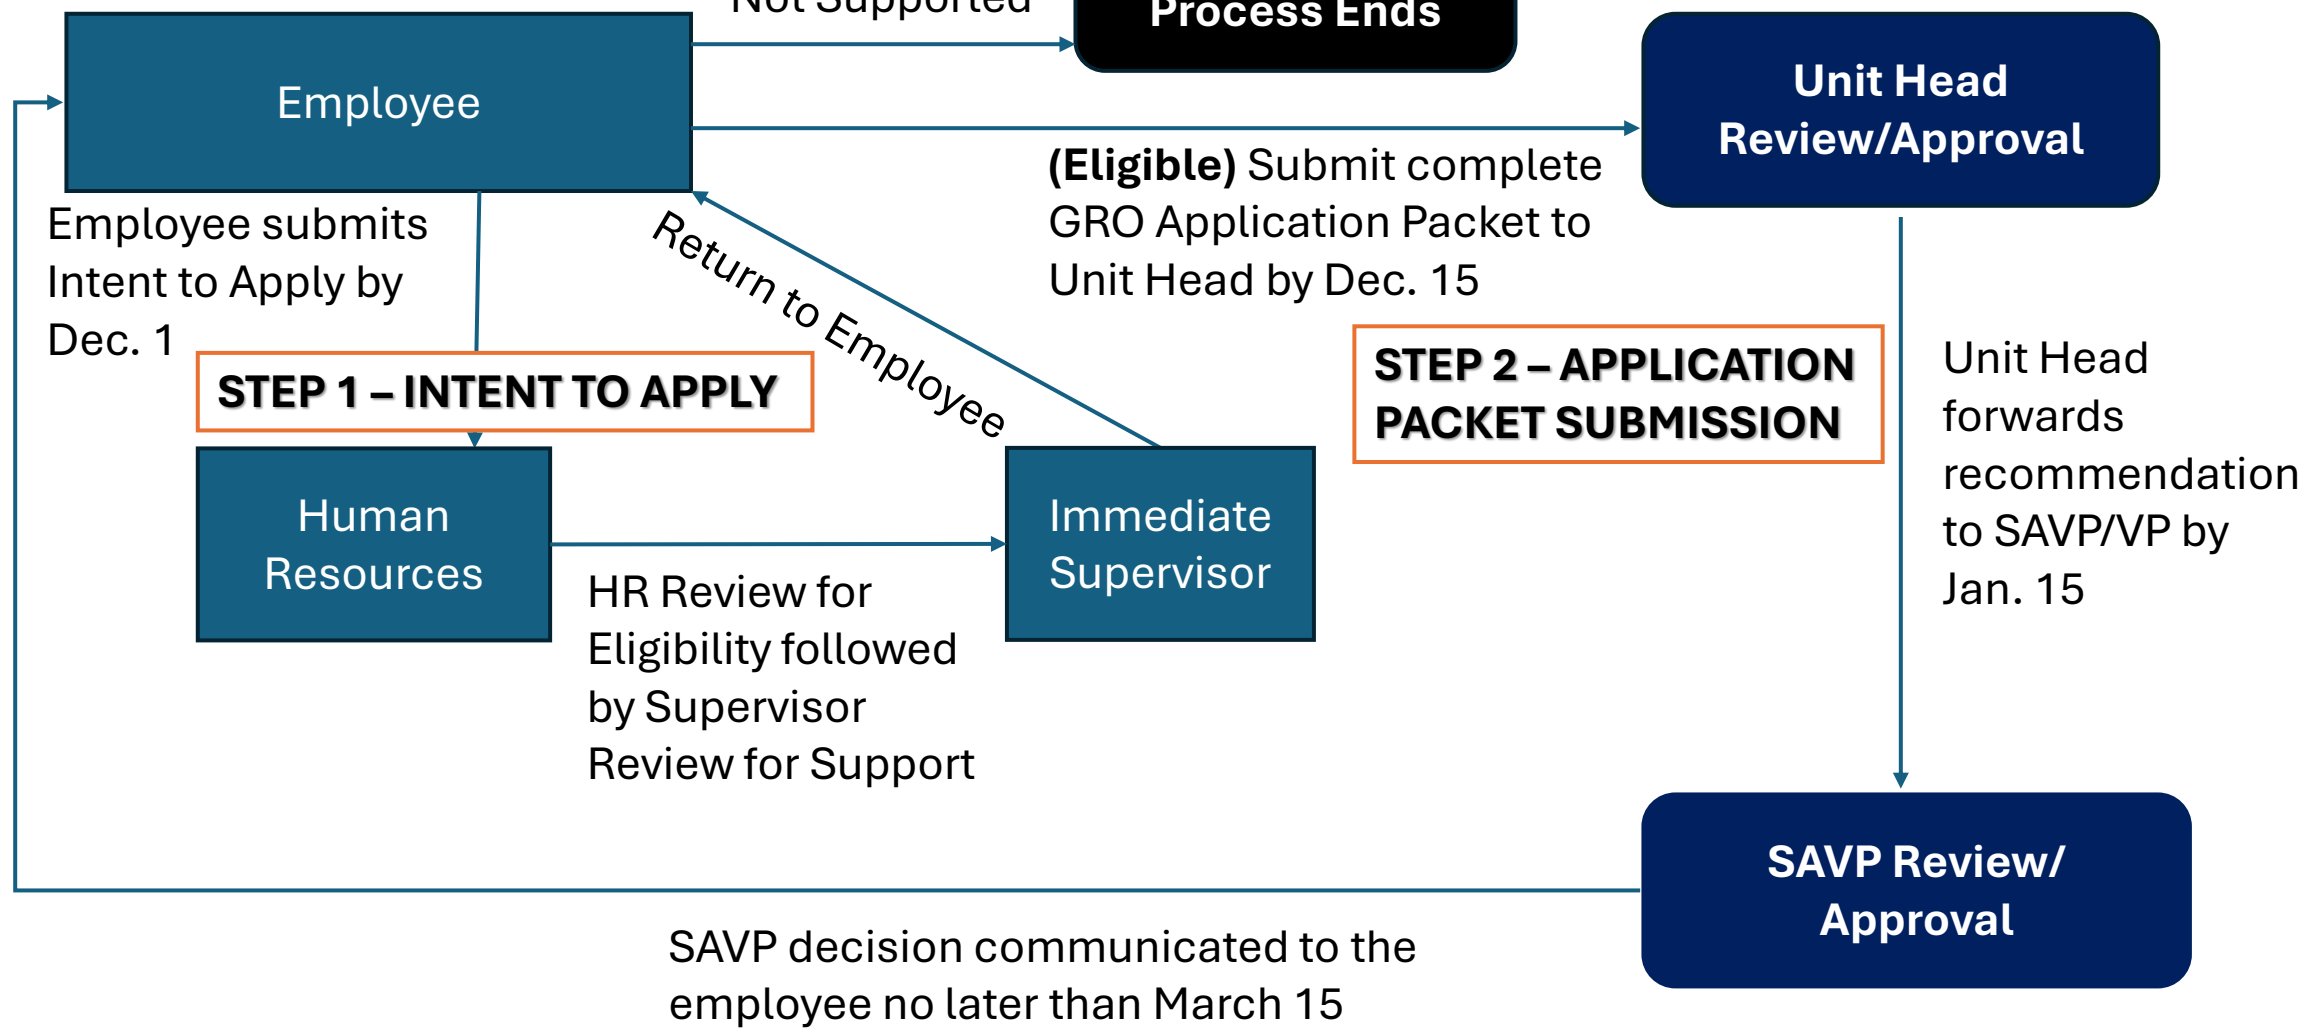 Not Supported
Process Ends
Employee
Unit Head
Review/Approval
(Eligible) Submit complete
GRO Application Packet to
Unit Head by Dec. 15
Employee submits
Intent to Apply by
Dec. 1
Return to Employee
STEP 1 – INTENT TO APPLY
STEP 2 – APPLICATION
PACKET SUBMISSION
Unit Head
forwards
recommendation
to SAVP/VP by
Jan. 15
Human
Resources
Immediate
Supervisor
HR Review for
Eligibility followed
by Supervisor
Review for Support
SAVP Review/
Approval
SAVP decision communicated to the
employee no later than March 15